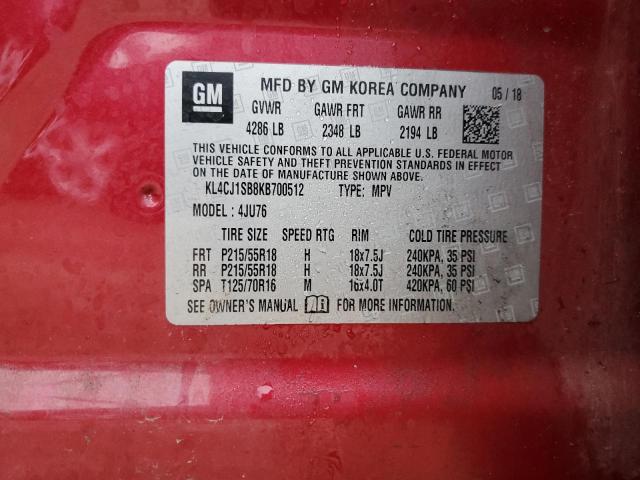 GM MFD BY GM KOREA COMPANY 05 / 18
GVWR GAWR FRT GAWR RR
4286 LB 2348 LB 2194 LB
THIS VEHICLE CONFORMS TO ALL APPLICABLE U.S. FEDERAL MOTOR
VEHICLE SAFETY AND THEFT PREVENTION STANDARDS IN EFFECT
ON THE DATE OF MANUFACTURE SHOWN ABOVE.
KL4CJ1SB8KB700512 TYPE: MPV
MODEL : 4JU76
TIRE SIZE SPEED RTG RIM COLD TIRE PRESSURE
FRT P215/55R18 H 18x7.5J 240KPA, 35 PSI
RR P215/55R18 H 18x7.5J 240KPA, 35 PSI
SPA T125/70R16 M 16x4.0T 420KPA, 60 PSI
SEE OWNER'S MANUAL FOR MORE INFORMATION.